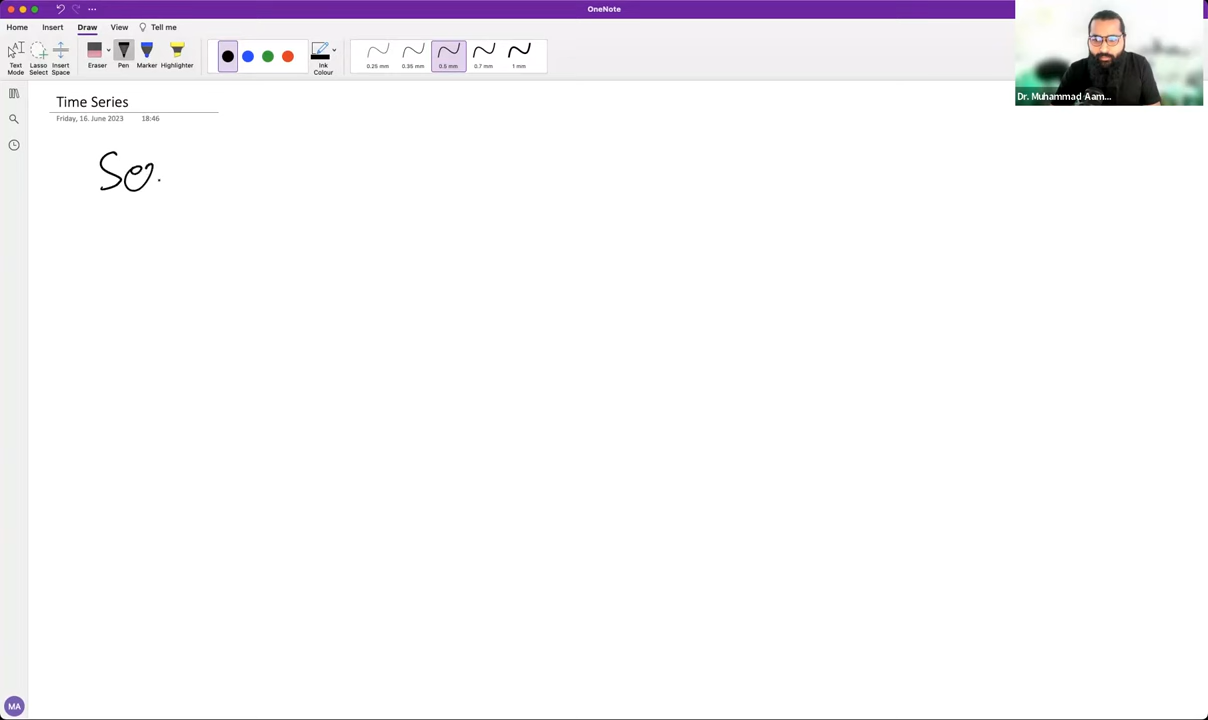 OneNote
Home Insert Draw View Tell me
Text Mode
Lasso Select
Insert Space
Eraser
Pen
Marker
Highlighter
Ink Colour
0.25 mm 0.35 mm 0.5 mm 0.7 mm 1 mm
Dr. Muhammad Aam...
Time Series
Friday, 16. June 2023 18:46
MA